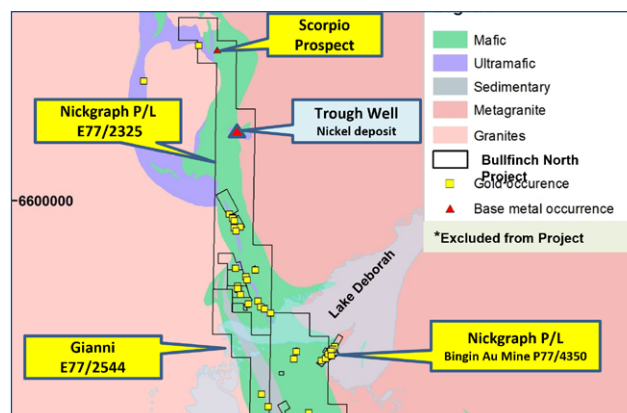 Scorpio
Prospect
Nickgraph P/L
E77/2325
Trough Well
Nickel deposit
6600000
Lake Deborah
Gianni
E77/2544
Nickgraph P/L
Bingin Au Mine P77/4350
Mafic
Ultramafic
Sedimentary
Metagranite
Granites
Bullfinch North
Project
Gold occurence
Base metal occurrence
*Excluded from Project